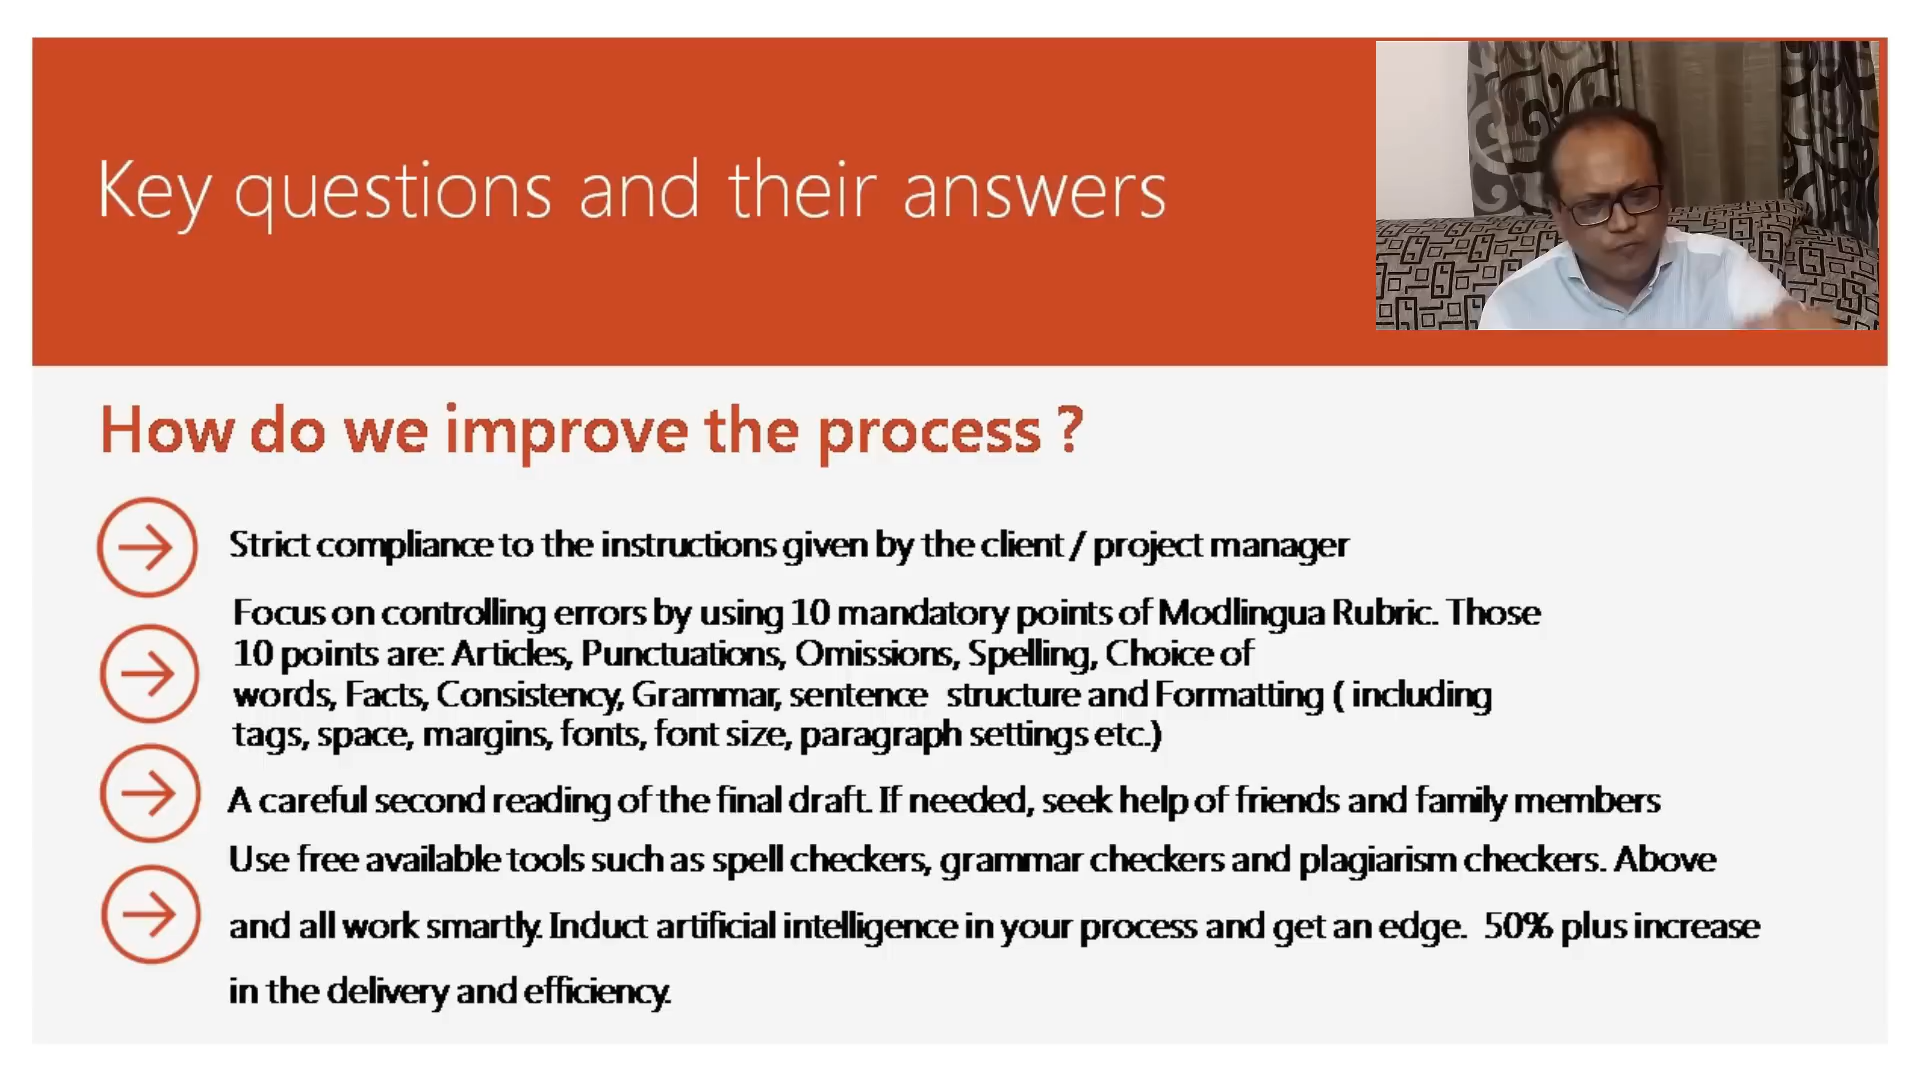 Key questions and their answers
How do we improve the process ?
Strict compliance to the instructions given by the client / project manager
Focus on controlling errors by using 10 mandatory points of Modlingua Rubric. Those
10 points are: Articles, Punctuations, Omissions, Spelling, Choice of
words, Facts, Consistency, Grammar, sentence structure and Formatting ( including
tags, space, margins, fonts, font size, paragraph settings etc.)
A careful second reading of the final draft. If needed, seek help of friends and family members
Use free available tools such as spell checkers, grammar checkers and plagiarism checkers. Above
and all work smartly. Induct artificial intelligence in your process and get an edge. 50% plus increase
in the delivery and efficiency.